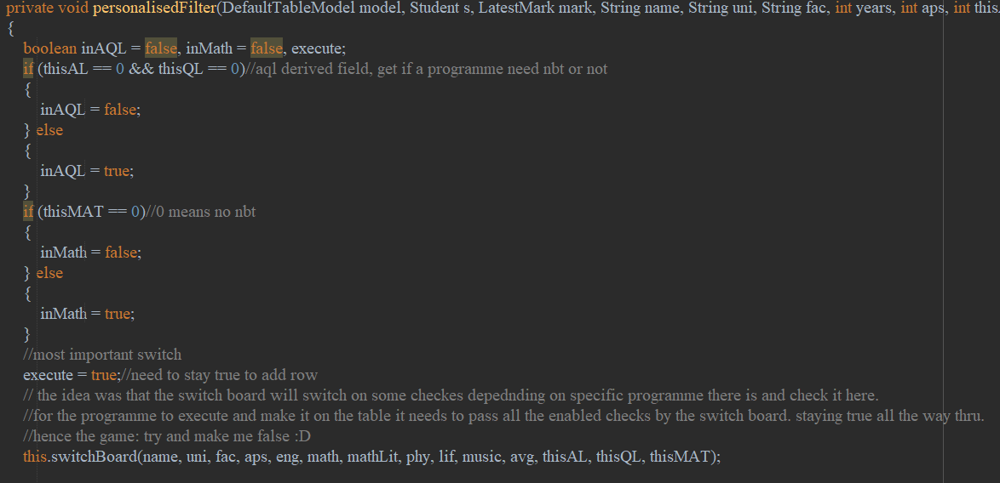 private void personalisedFilter(DefaultTableModel model, Student s, LatestMark mark, String name, String uni, String fac, int years, int aps, int this
{
boolean inAQL = false, inMath = false, execute;
if (thisAL == 0 && thisQL == 0)//aql derived field, get if a programme need nbt or not
{
inAQL = false;
} else
{
inAQL = true;
}
if (thisMAT == 0)//0 means no nbt
{
inMath = false;
} else
{
inMath = true;
}
//most important switch
execute = true;//need to stay true to add row
// the idea was that the switch board will switch on some checkes depednding on specific programme there is and check it here.
//for the programme to execute and make it on the table it needs to pass all the enabled checks by the switch board. staying true all the way thru.
//hence the game: try and make me false :D
this.switchBoard(name, uni, fac, aps, eng, math, mathLit, phy, lif, music, avg, thisAL, thisQL, thisMAT);